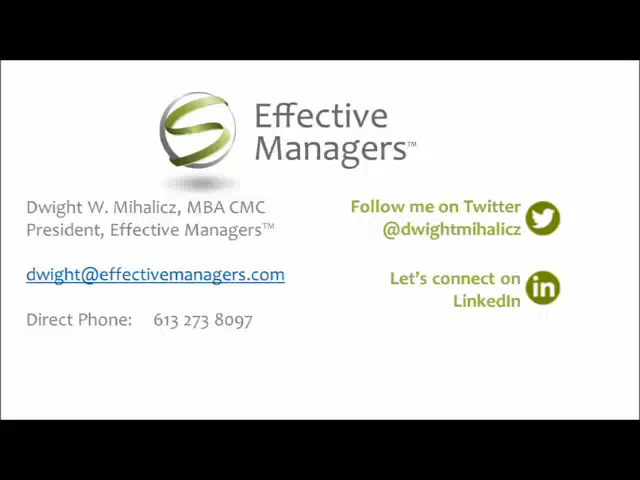 Effective
Managers™
Dwight W. Mihalicz, MBA CMC
President, Effective Managers™
dwight@effectivemanagers.com
Direct Phone: 613 273 8097
Follow me on Twitter
@dwightmihalicz
Let's connect on
LinkedIn
in